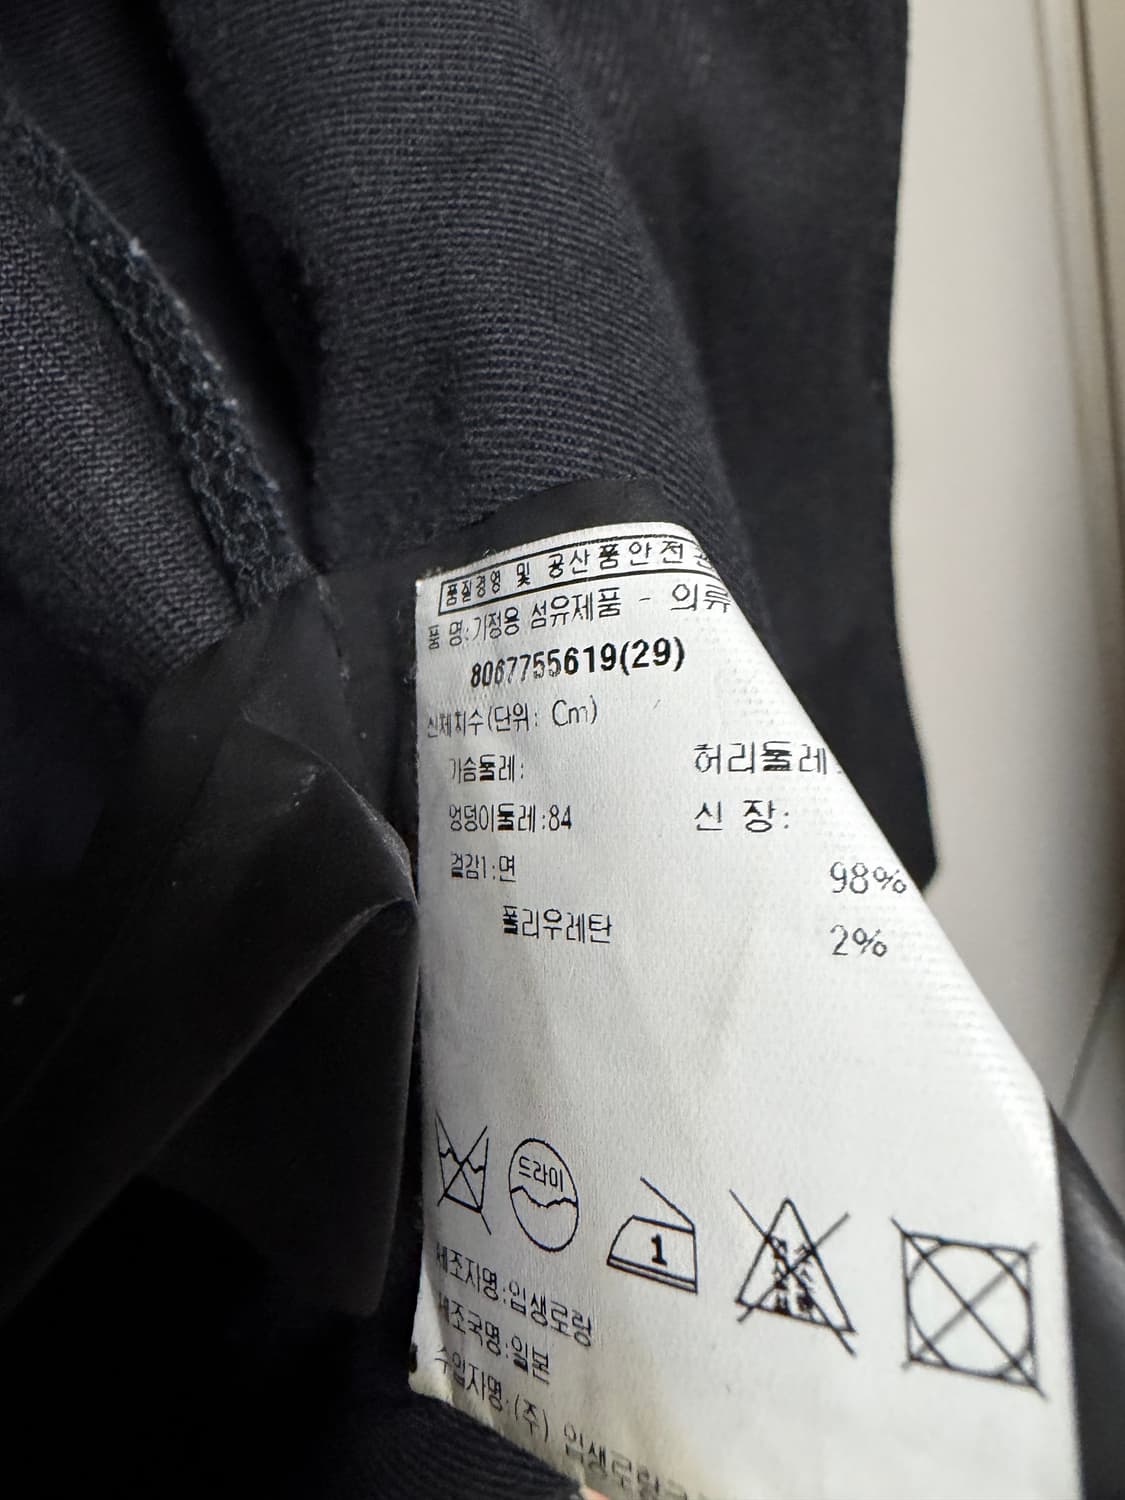 품질경영 및 공산품안전
품 명:가정용 섬유제품 - 의류
8067755619(29)
신체치수(단위: Cm)
가슴둘레: 허리둘레
엉덩이둘레:84 신 장:
겉감1:면 98%
폴리우레탄 2%
드라이
1
제조자명:입생로랑
제조국명:일본
수입자명:(주) 입생로랑